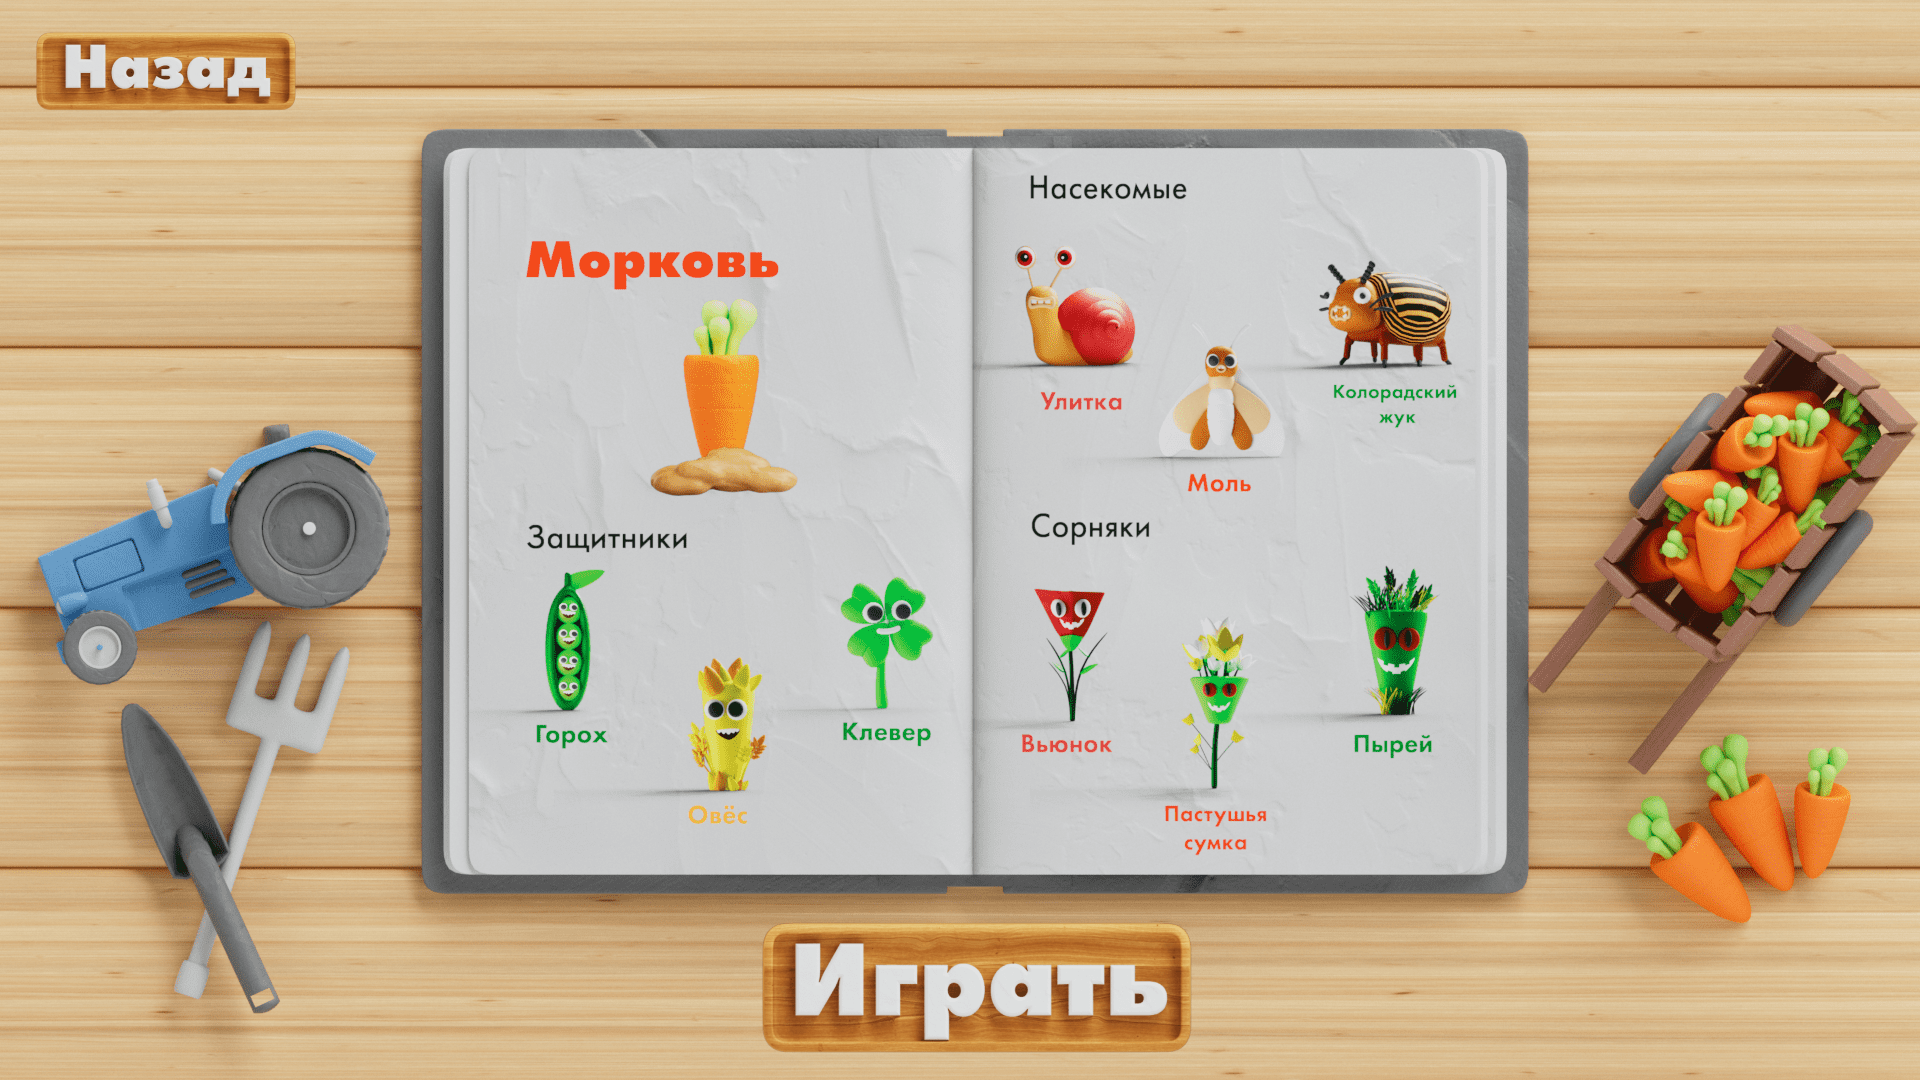 Назад
Морковь
Защитники
Горох
Овёс
Клевер
Насекомые
Улитка
Моль
Колорадский
жук
Сорняки
Вьюнок
Пастушья
сумка
Пырей
Играть